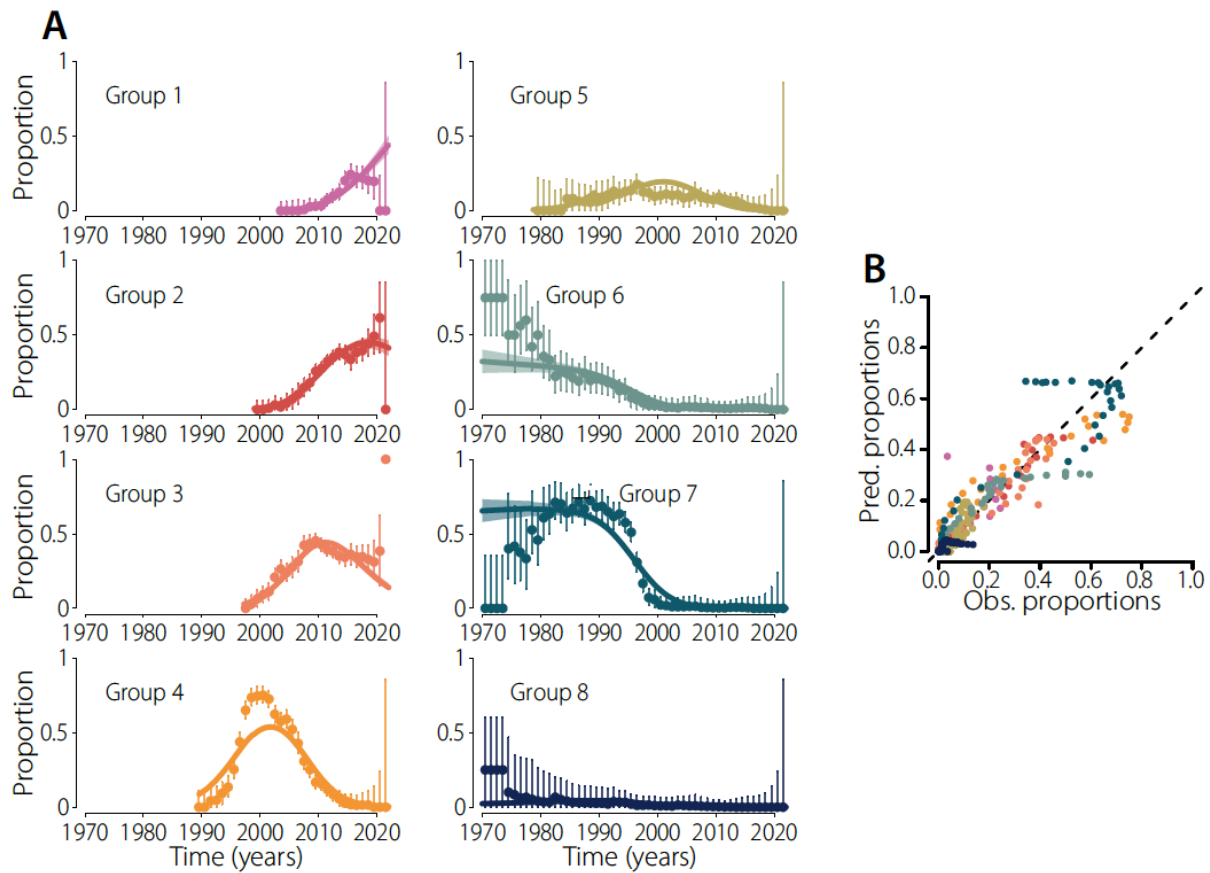 A
Proportion
1
0.5
0
Group 1
1970 1980 1990 2000 2010 2020
1
0.5
0
Group 5
1970 1980 1990 2000 2010 2020
Proportion
1
0.5
0
Group 2
1970 1980 1990 2000 2010 2020
1
0.5
0
Group 6
1970 1980 1990 2000 2010 2020
Proportion
1
0.5
0
Group 3
1970 1980 1990 2000 2010 2020
1
0.5
0
Group 7
1970 1980 1990 2000 2010 2020
Proportion
1
0.5
0
Group 4
1970 1980 1990 2000 2010 2020
Time (years)
1
0.5
0
Group 8
1970 1980 1990 2000 2010 2020
Time (years)
B
Pred. proportions
1.0
0.8
0.6
0.4
0.2
0.0
0.0 0.2 0.4 0.6 0.8 1.0
Obs. proportions